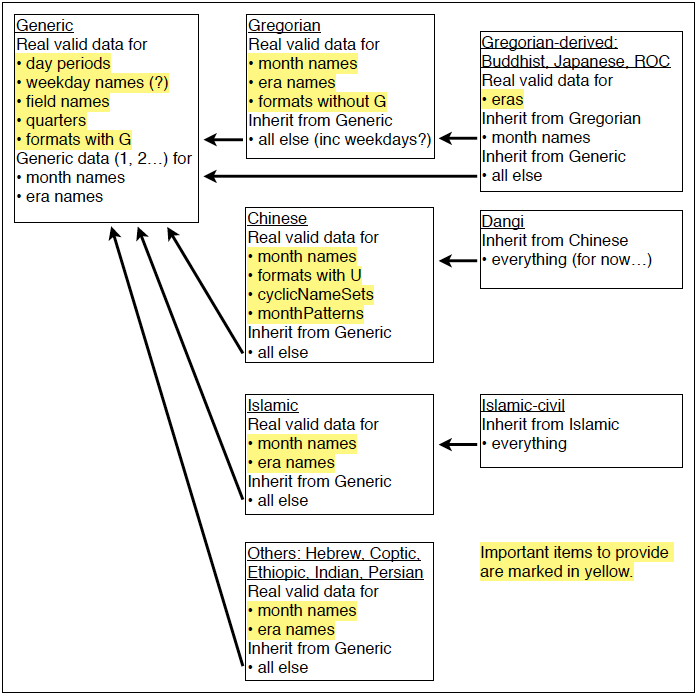 Generic
Real valid data for
• day periods
• weekday names (?)
• field names
• quarters
• formats with G
Generic data (1, 2…) for
• month names
• era names
Gregorian
Real valid data for
• month names
• era names
• formats without G
Inherit from Generic
• all else (inc weekdays?)
Gregorian-derived:
Buddhist, Japanese, ROC
Real valid data for
• eras
Inherit from Gregorian
• month names
Inherit from Generic
• all else
Chinese
Real valid data for
• month names
• formats with U
• cyclicNameSets
• monthPatterns
Inherit from Generic
• all else
Dangi
Inherit from Chinese
• everything (for now…)
Islamic
Real valid data for
• month names
• era names
Inherit from Generic
• all else
Islamic-civil
Inherit from Islamic
• everything
Others: Hebrew, Coptic,
Ethiopic, Indian, Persian
Real valid data for
• month names
• era names
Inherit from Generic
• all else
Important items to provide
are marked in yellow.